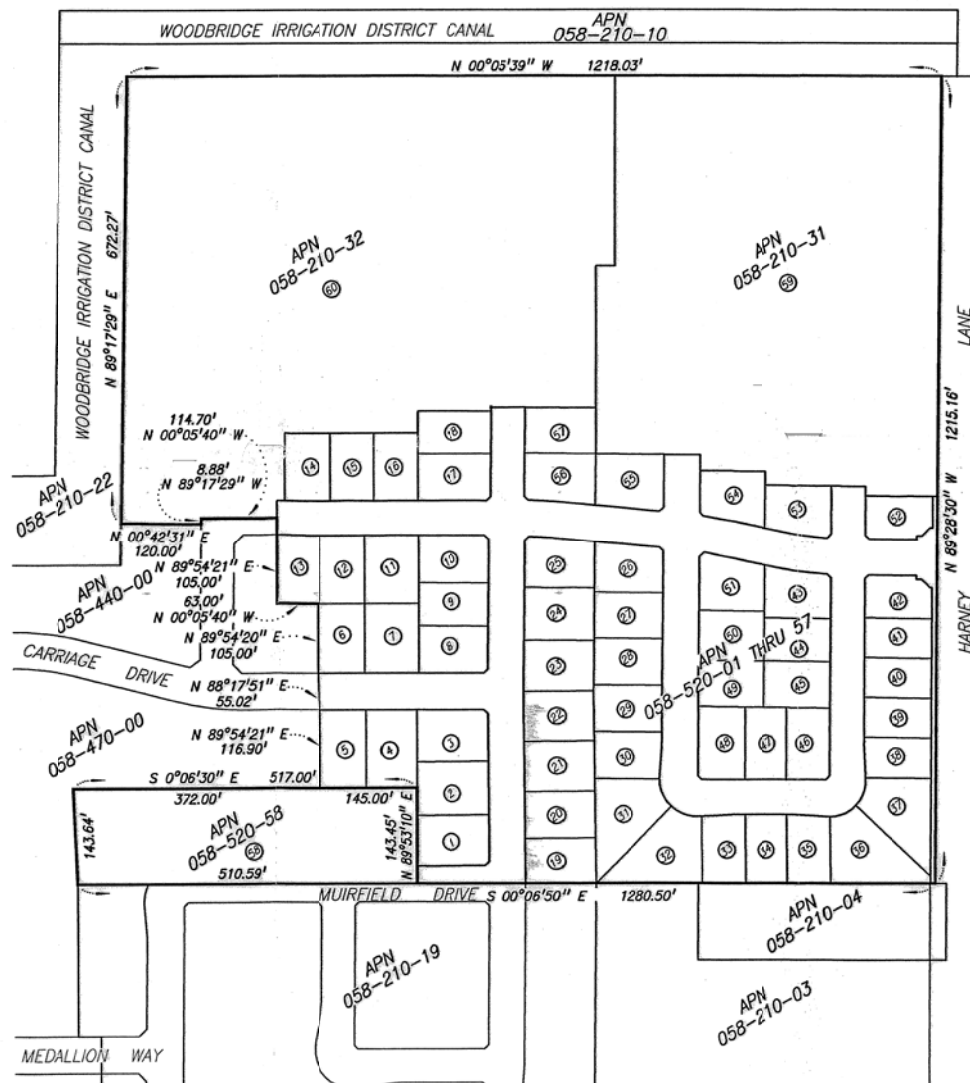 APN
WOODBRIDGE IRRIGATION DISTRICT CANAL
058-210-10
N 00°05'39" W 1218.03'
WOODBRIDGE IRRIGATION DISTRICT CANAL
N 89°17'29" E 672.27'
APN
058-210-32
60
APN
058-210-31
59
LANE
HARNEY
N 89°28'30" W 1215.16'
114.70'
N 00°05'40" W
8.88'
N 89°17'29" W
APN
058-210-22
N 00°42'31" E
120.00'
N 89°54'21" E
105.00'
63.00'
N 00°05'40" W
N 89°54'20" E
105.00'
APN
058-440-00
CARRIAGE DRIVE
N 88°17'51" E
55.02'
APN
058-470-00
N 89°54'21" E
116.90'
18
57
14
15
16
17
56
55
54
53
52
13
12
11
10
25
26
51
43
42
9
24
27
50
44
41
6
7
8
23
28
APN
058-520-01 THRU 57
49
45
40
22
29
39
5
4
3
21
30
48
47
46
38
2
20
31
37
1
19
32
33
34
35
36
S 0°06'30" E 517.00'
372.00'
145.00'
143.64'
APN
058-520-58
58
143.45'
N 89°53'10" E
510.59'
MUIRFIELD DRIVE
S 00°06'50" E 1280.50'
APN
058-210-04
APN
058-210-19
APN
058-210-03
MEDALLION WAY